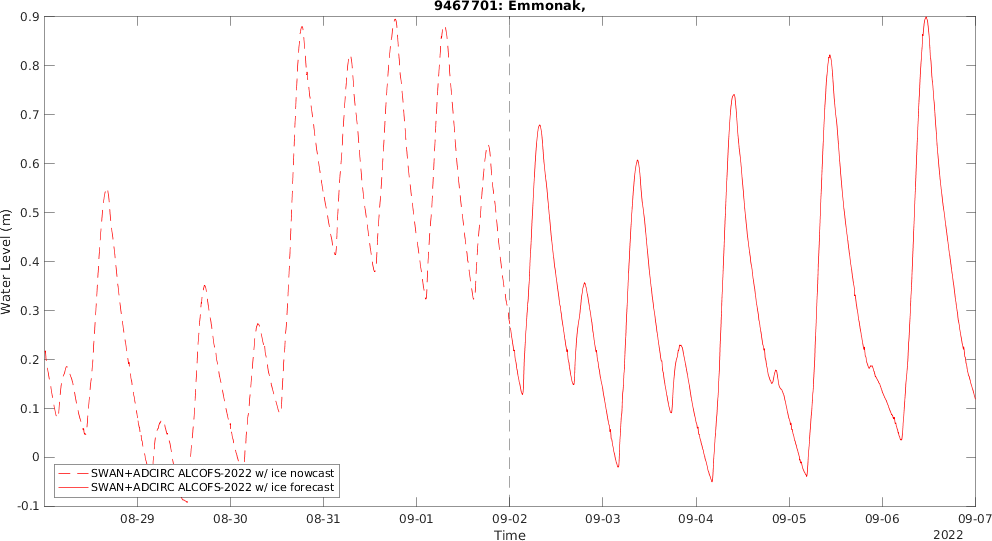 9467701: Emmonak,
Water Level (m)
0.9
0.8
0.7
0.6
0.5
0.4
0.3
0.2
0.1
0
-0.1
SWAN+ADCIRC ALCOFS-2022 w/ ice nowcast
SWAN+ADCIRC ALCOFS-2022 w/ ice forecast
08-29 08-30 08-31 09-01 09-02 09-03 09-04 09-05 09-06 09-07
Time
2022